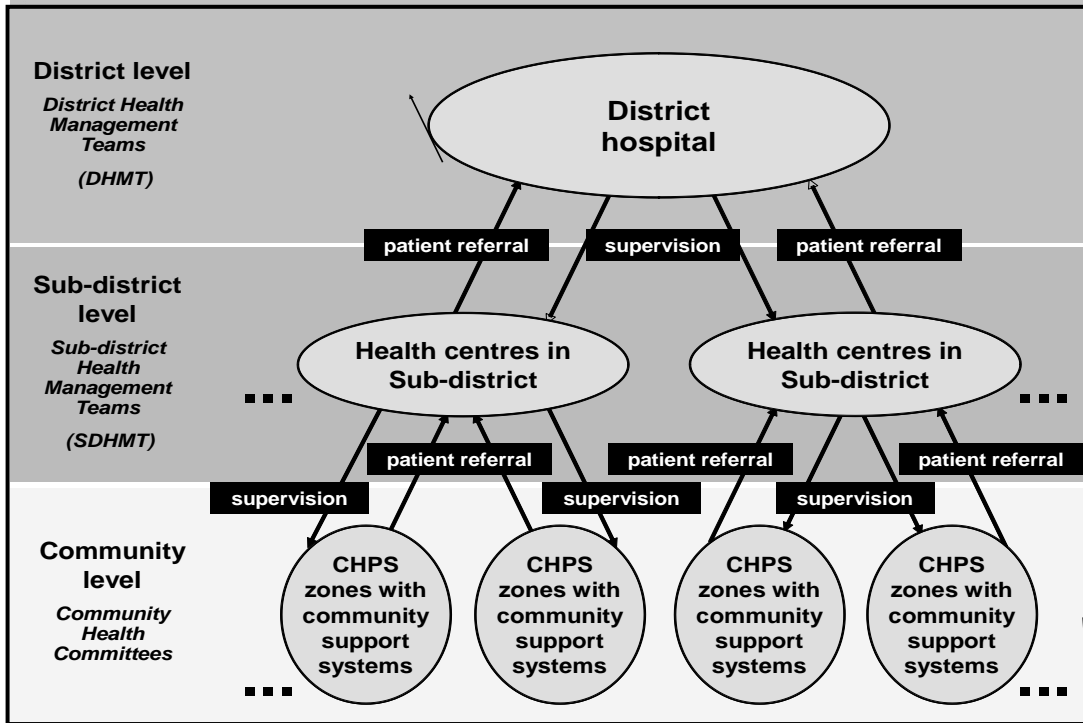 District level
District Health
Management
Teams
(DHMT)
District
hospital
patient referral
supervision
patient referral
Sub-district
level
Sub-district
Health
Management
Teams
(SDHMT)
Health centres in
Sub-district
Health centres in
Sub-district
...
...
patient referral
patient referral
patient referral
supervision
supervision
supervision
Community
level
Community
Health
Committees
CHPS
zones with
community
support
systems
CHPS
zones with
community
support
systems
CHPS
zones with
community
support
systems
CHPS
zones with
community
support
systems
...
...